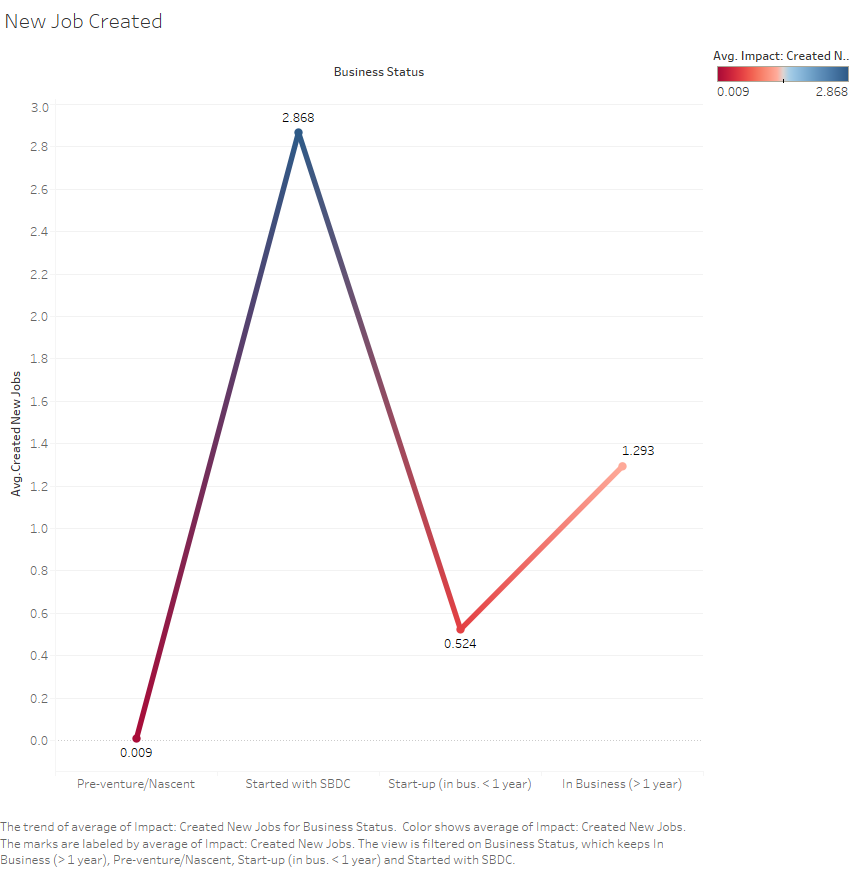 New Job Created
Avg. Impact: Created N..
0.009 2.868
Business Status
3.0
2.868
2.8
2.6
2.4
2.2
2.0
1.8
1.6
1.4
1.293
1.2
1.0
0.8
0.6
0.524
0.4
0.2
0.0
0.009
Avg.Created New Jobs
Pre-venture/Nascent Started with SBDC Start-up (in bus. < 1 year) In Business (> 1 year)
The trend of average of Impact: Created New Jobs for Business Status.  Color shows average of Impact: Created New Jobs.
The marks are labeled by average of Impact: Created New Jobs. The view is filtered on Business Status, which keeps In
Business (> 1 year), Pre-venture/Nascent, Start-up (in bus. < 1 year) and Started with SBDC.